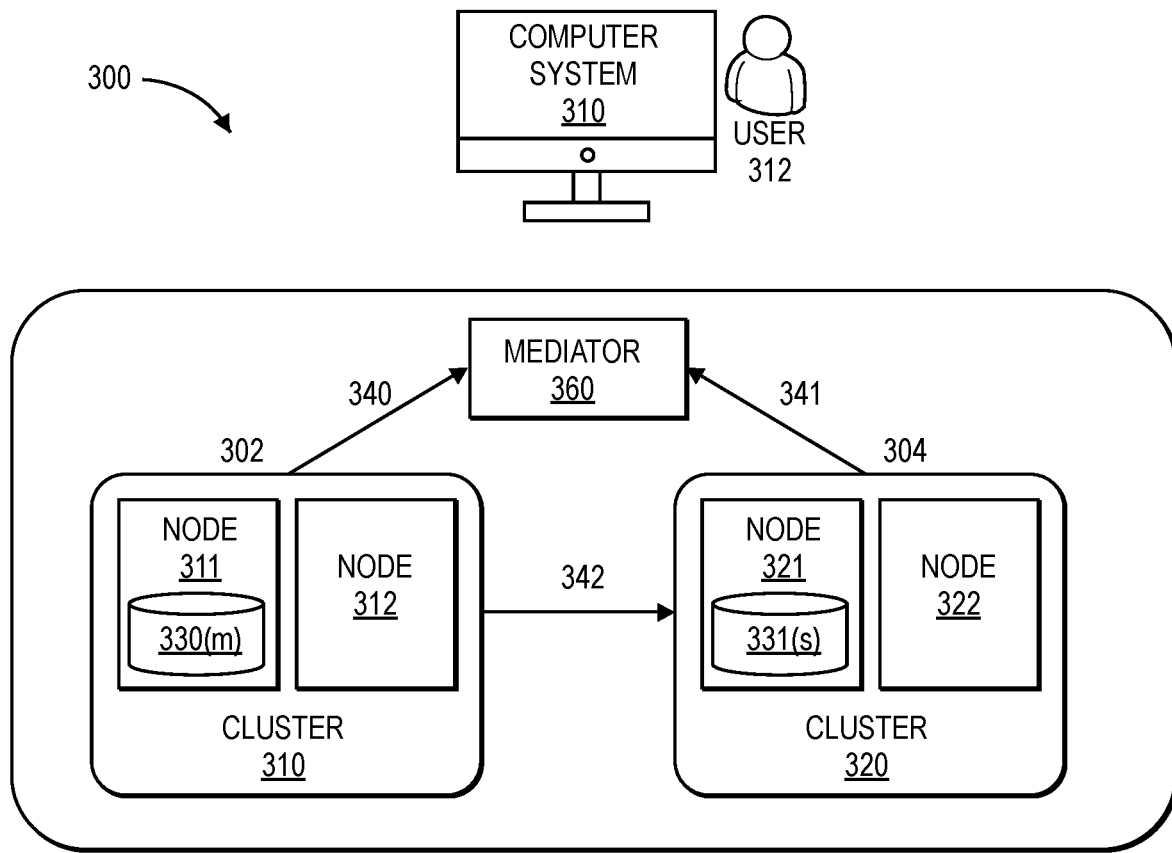 COMPUTER
SYSTEM
310
USER
312
300
MEDIATOR
360
340
341
302
304
NODE
311
330(m)
NODE
312
342
NODE
321
331(s)
NODE
322
CLUSTER
310
CLUSTER
320